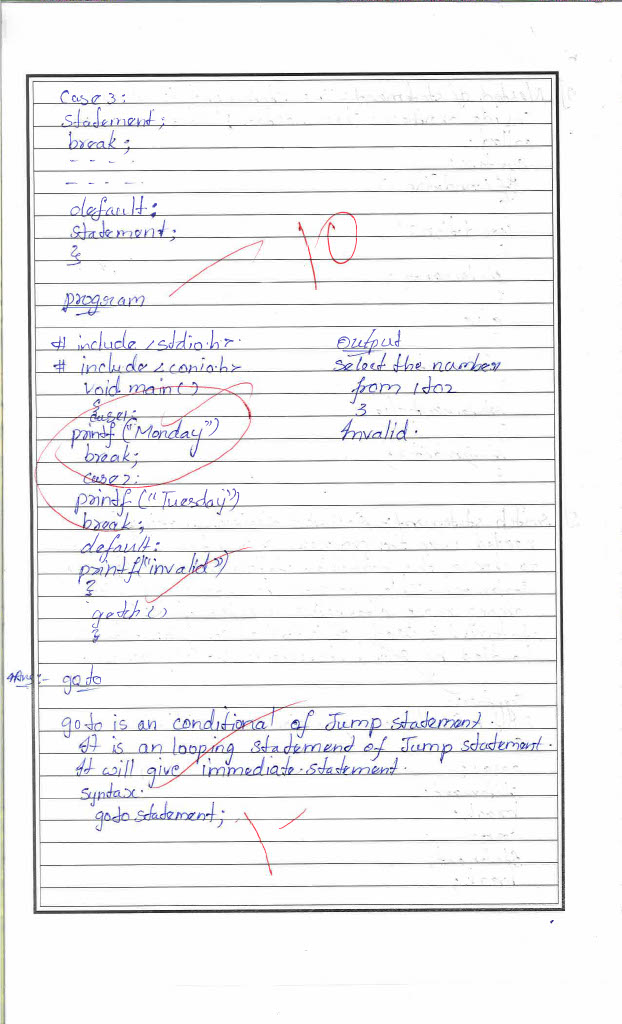 Case 3:
statement;
break;
- - - -
- - - -
default:
statement;
}
10
program
# include <stdio.h>
# include <conio.h>
void main()
{
case1:
printf ("Monday")
break;
case 2:
printf ("Tuesday")
break;
default:
printf("invalid")
}
getch()
}
Output
select the number
from 1 to 2
3
Invalid.
goto
goto is an conditional of Jump statement.
It is an looping statement of Jump statement.
It will give immediate statement.
syntax.
goto statement;